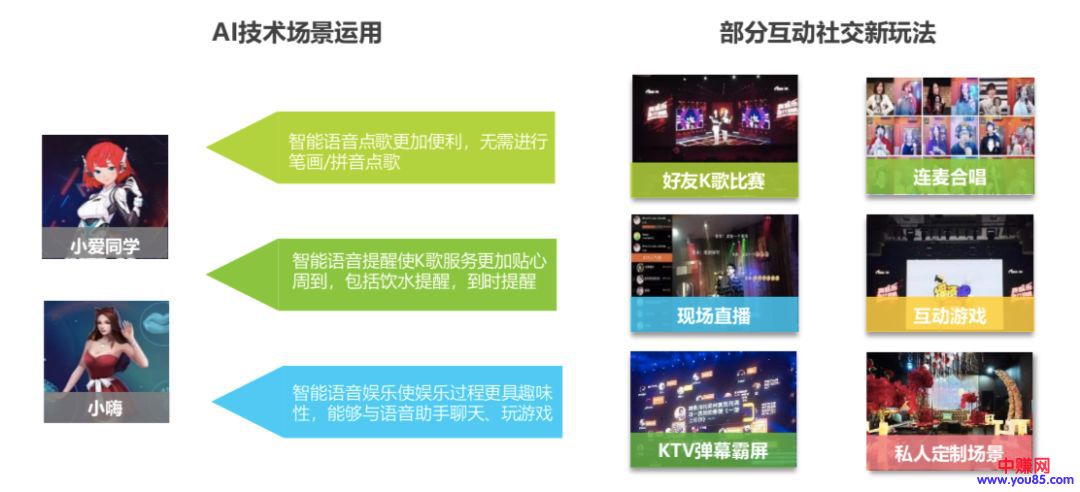 AI技术场景运用
部分互动社交新玩法
智能语音点歌更加便利，无需进行
笔画/拼音点歌
小爱同学
智能语音提醒使K歌服务更加贴心
周到，包括饮水提醒，到时提醒
小嗨
智能语音娱乐使娱乐过程更具趣味
性，能够与语音助手聊天、玩游戏
好友K歌比赛
连麦合唱
现场直播
互动游戏
KTV弹幕霸屏
私人定制场景
中赚网
www.you85.com